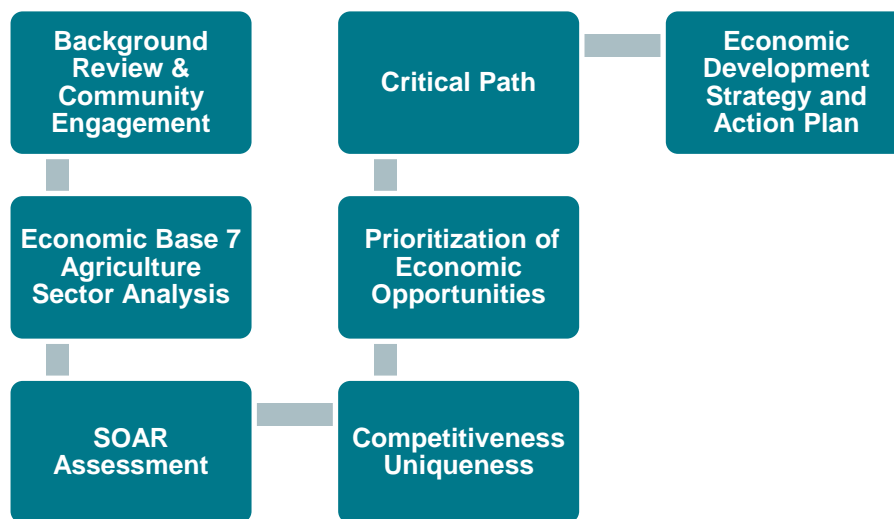 Background
Review &
Community
Engagement
Economic Base 7
Agriculture
Sector Analysis
SOAR
Assessment
Competitiveness
Uniqueness
Prioritization of
Economic
Opportunities
Critical Path
Economic
Development
Strategy and
Action Plan